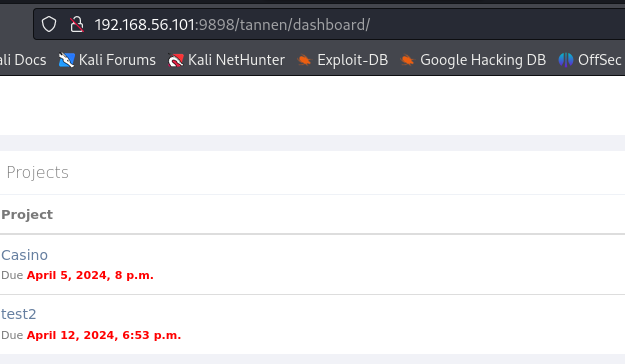 192.168.56.101:9898/tannen/dashboard/
ali Docs Kali Forums Kali NetHunter Exploit-DB Google Hacking DB OffSec
Projects
Project
Casino
Due April 5, 2024, 8 p.m.
test2
Due April 12, 2024, 6:53 p.m.